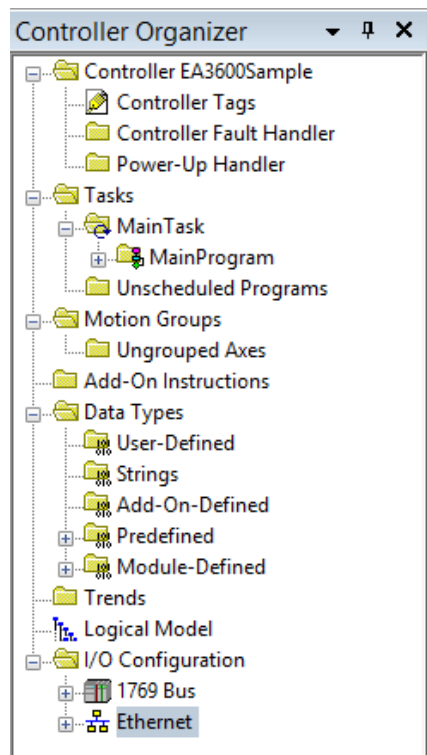 Controller Organizer
Controller EA3600Sample
Controller Tags
Controller Fault Handler
Power-Up Handler
Tasks
MainTask
MainProgram
Unscheduled Programs
Motion Groups
Ungrouped Axes
Add-On Instructions
Data Types
User-Defined
Strings
Add-On-Defined
Predefined
Module-Defined
Trends
Logical Model
I/O Configuration
1769 Bus
Ethernet